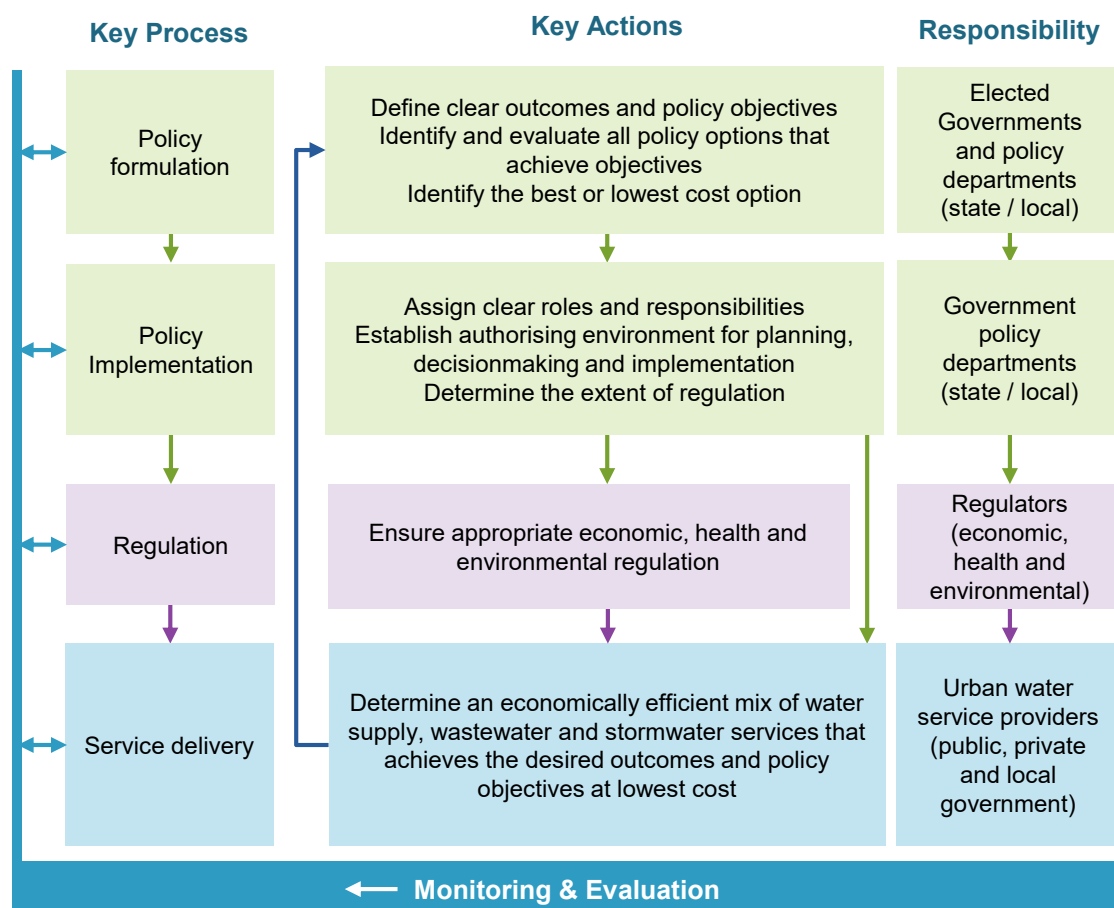 Key Process
Key Actions
Responsibility
Policy
formulation
Define clear outcomes and policy objectives
Identify and evaluate all policy options that
achieve objectives
Identify the best or lowest cost option
Elected
Governments
and policy
departments
(state / local)
Policy
Implementation
Assign clear roles and responsibilities
Establish authorising environment for planning,
decisionmaking and implementation
Determine the extent of regulation
Government
policy
departments
(state / local)
Regulation
Ensure appropriate economic, health and
environmental regulation
Regulators
(economic,
health and
environmental)
Service delivery
Determine an economically efficient mix of water
supply, wastewater and stormwater services that
achieves the desired outcomes and policy
objectives at lowest cost
Urban water
service providers
(public, private
and local
government)
Monitoring & Evaluation